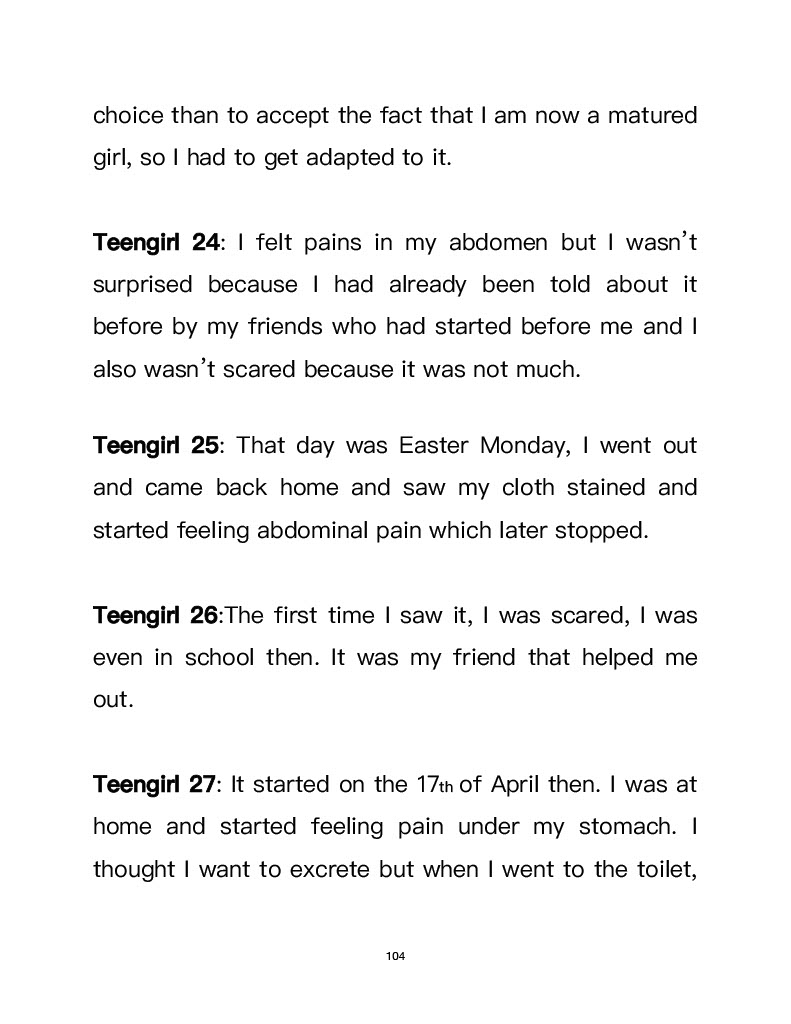 choice than to accept the fact that I am now a matured
girl, so I had to get adapted to it.
Teengirl 24: I felt pains in my abdomen but I wasn’t
surprised because I had already been told about it
before by my friends who had started before me and I
also wasn’t scared because it was not much.
Teengirl 25: That day was Easter Monday, I went out
and came back home and saw my cloth stained and
started feeling abdominal pain which later stopped.
Teengirl 26:The first time I saw it, I was scared, I was
even in school then. It was my friend that helped me
out.
Teengirl 27: It started on the 17th of April then. I was at
home and started feeling pain under my stomach. I
thought I want to excrete but when I went to the toilet,
104